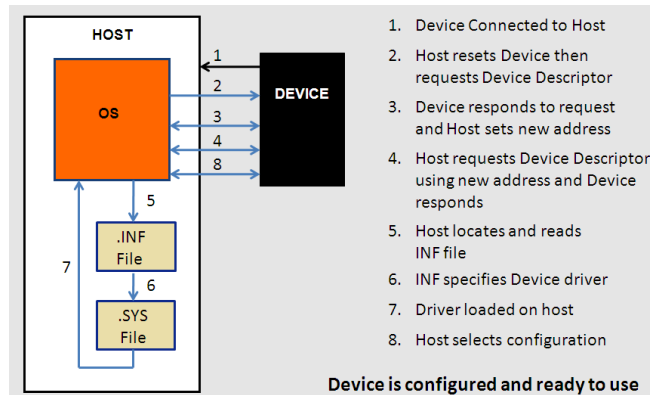 HOST
OS
DEVICE
1
2
3
4
8
5
.INF
File
6
7
.SYS
File
1. Device Connected to Host
2. Host resets Device then
requests Device Descriptor
3. Device responds to request
and Host sets new address
4. Host requests Device Descriptor
using new address and Device
responds
5. Host locates and reads
INF file
6. INF specifies Device driver
7. Driver loaded on host
8. Host selects configuration
Device is configured and ready to use